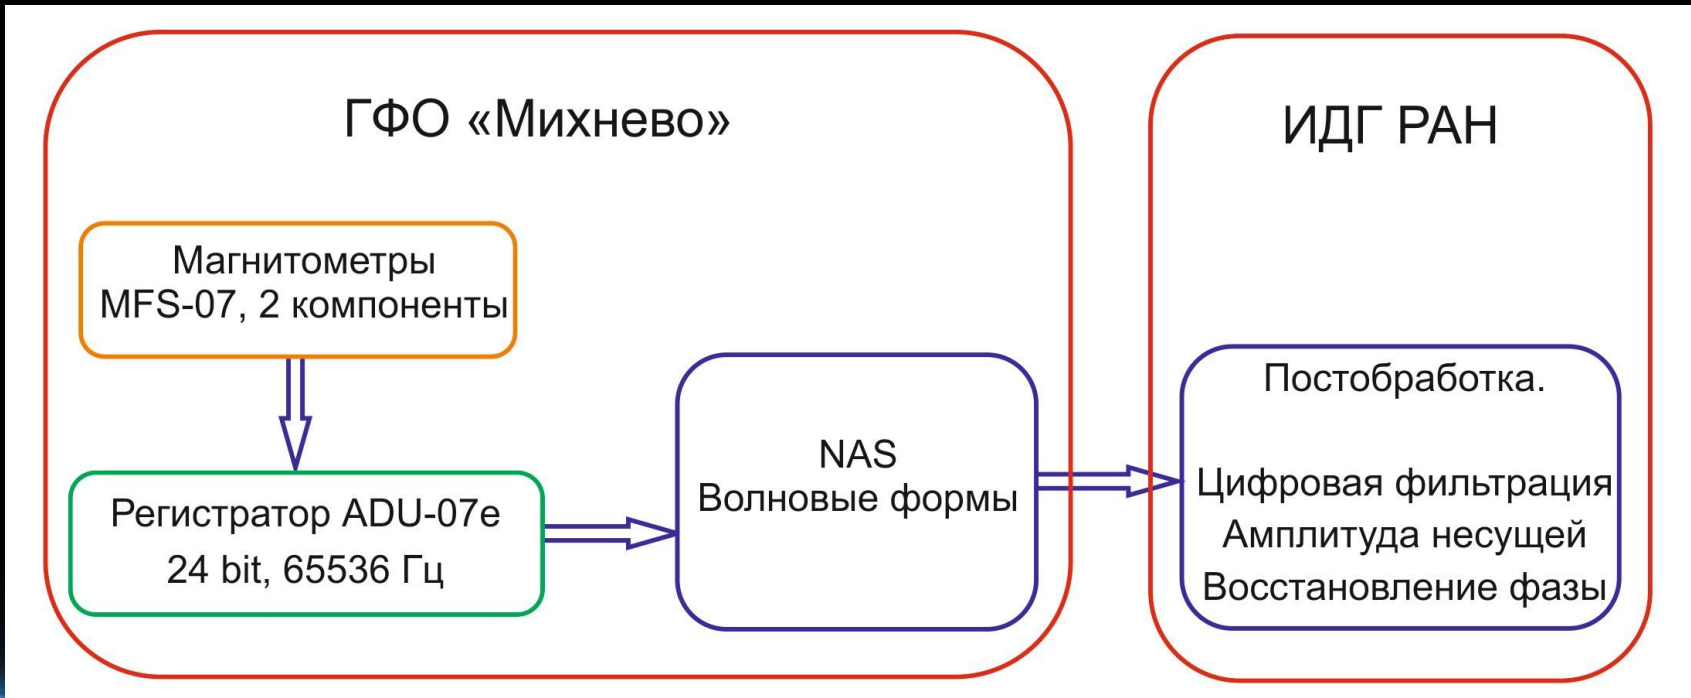 ГФО «Михнево»
Магнитометры
MFS-07, 2 компоненты
Регистратор ADU-07e
24 bit, 65536 Гц
NAS
Волновые формы
ИДГ РАН
Постобработка.
Цифровая фильтрация
Амплитуда несущей
Восстановление фазы